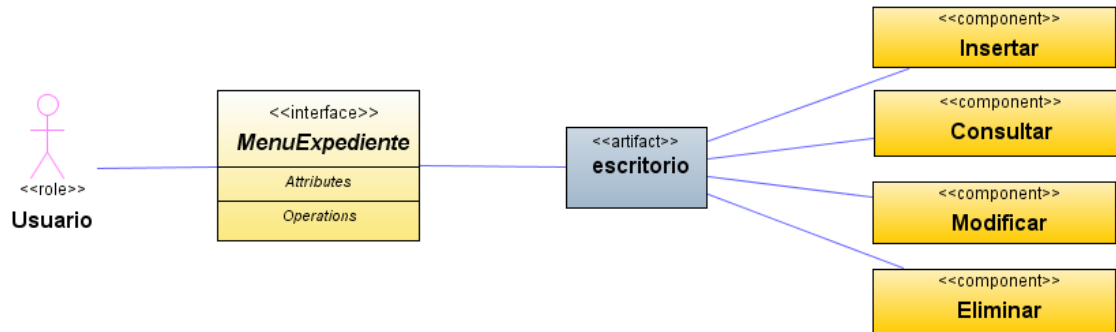 <<role>>
Usuario
<<interface>>
MenuExpediente
Attributes
Operations
<<artifact>>
escritorio
<<component>>
Insertar
<<component>>
Consultar
<<component>>
Modificar
<<component>>
Eliminar